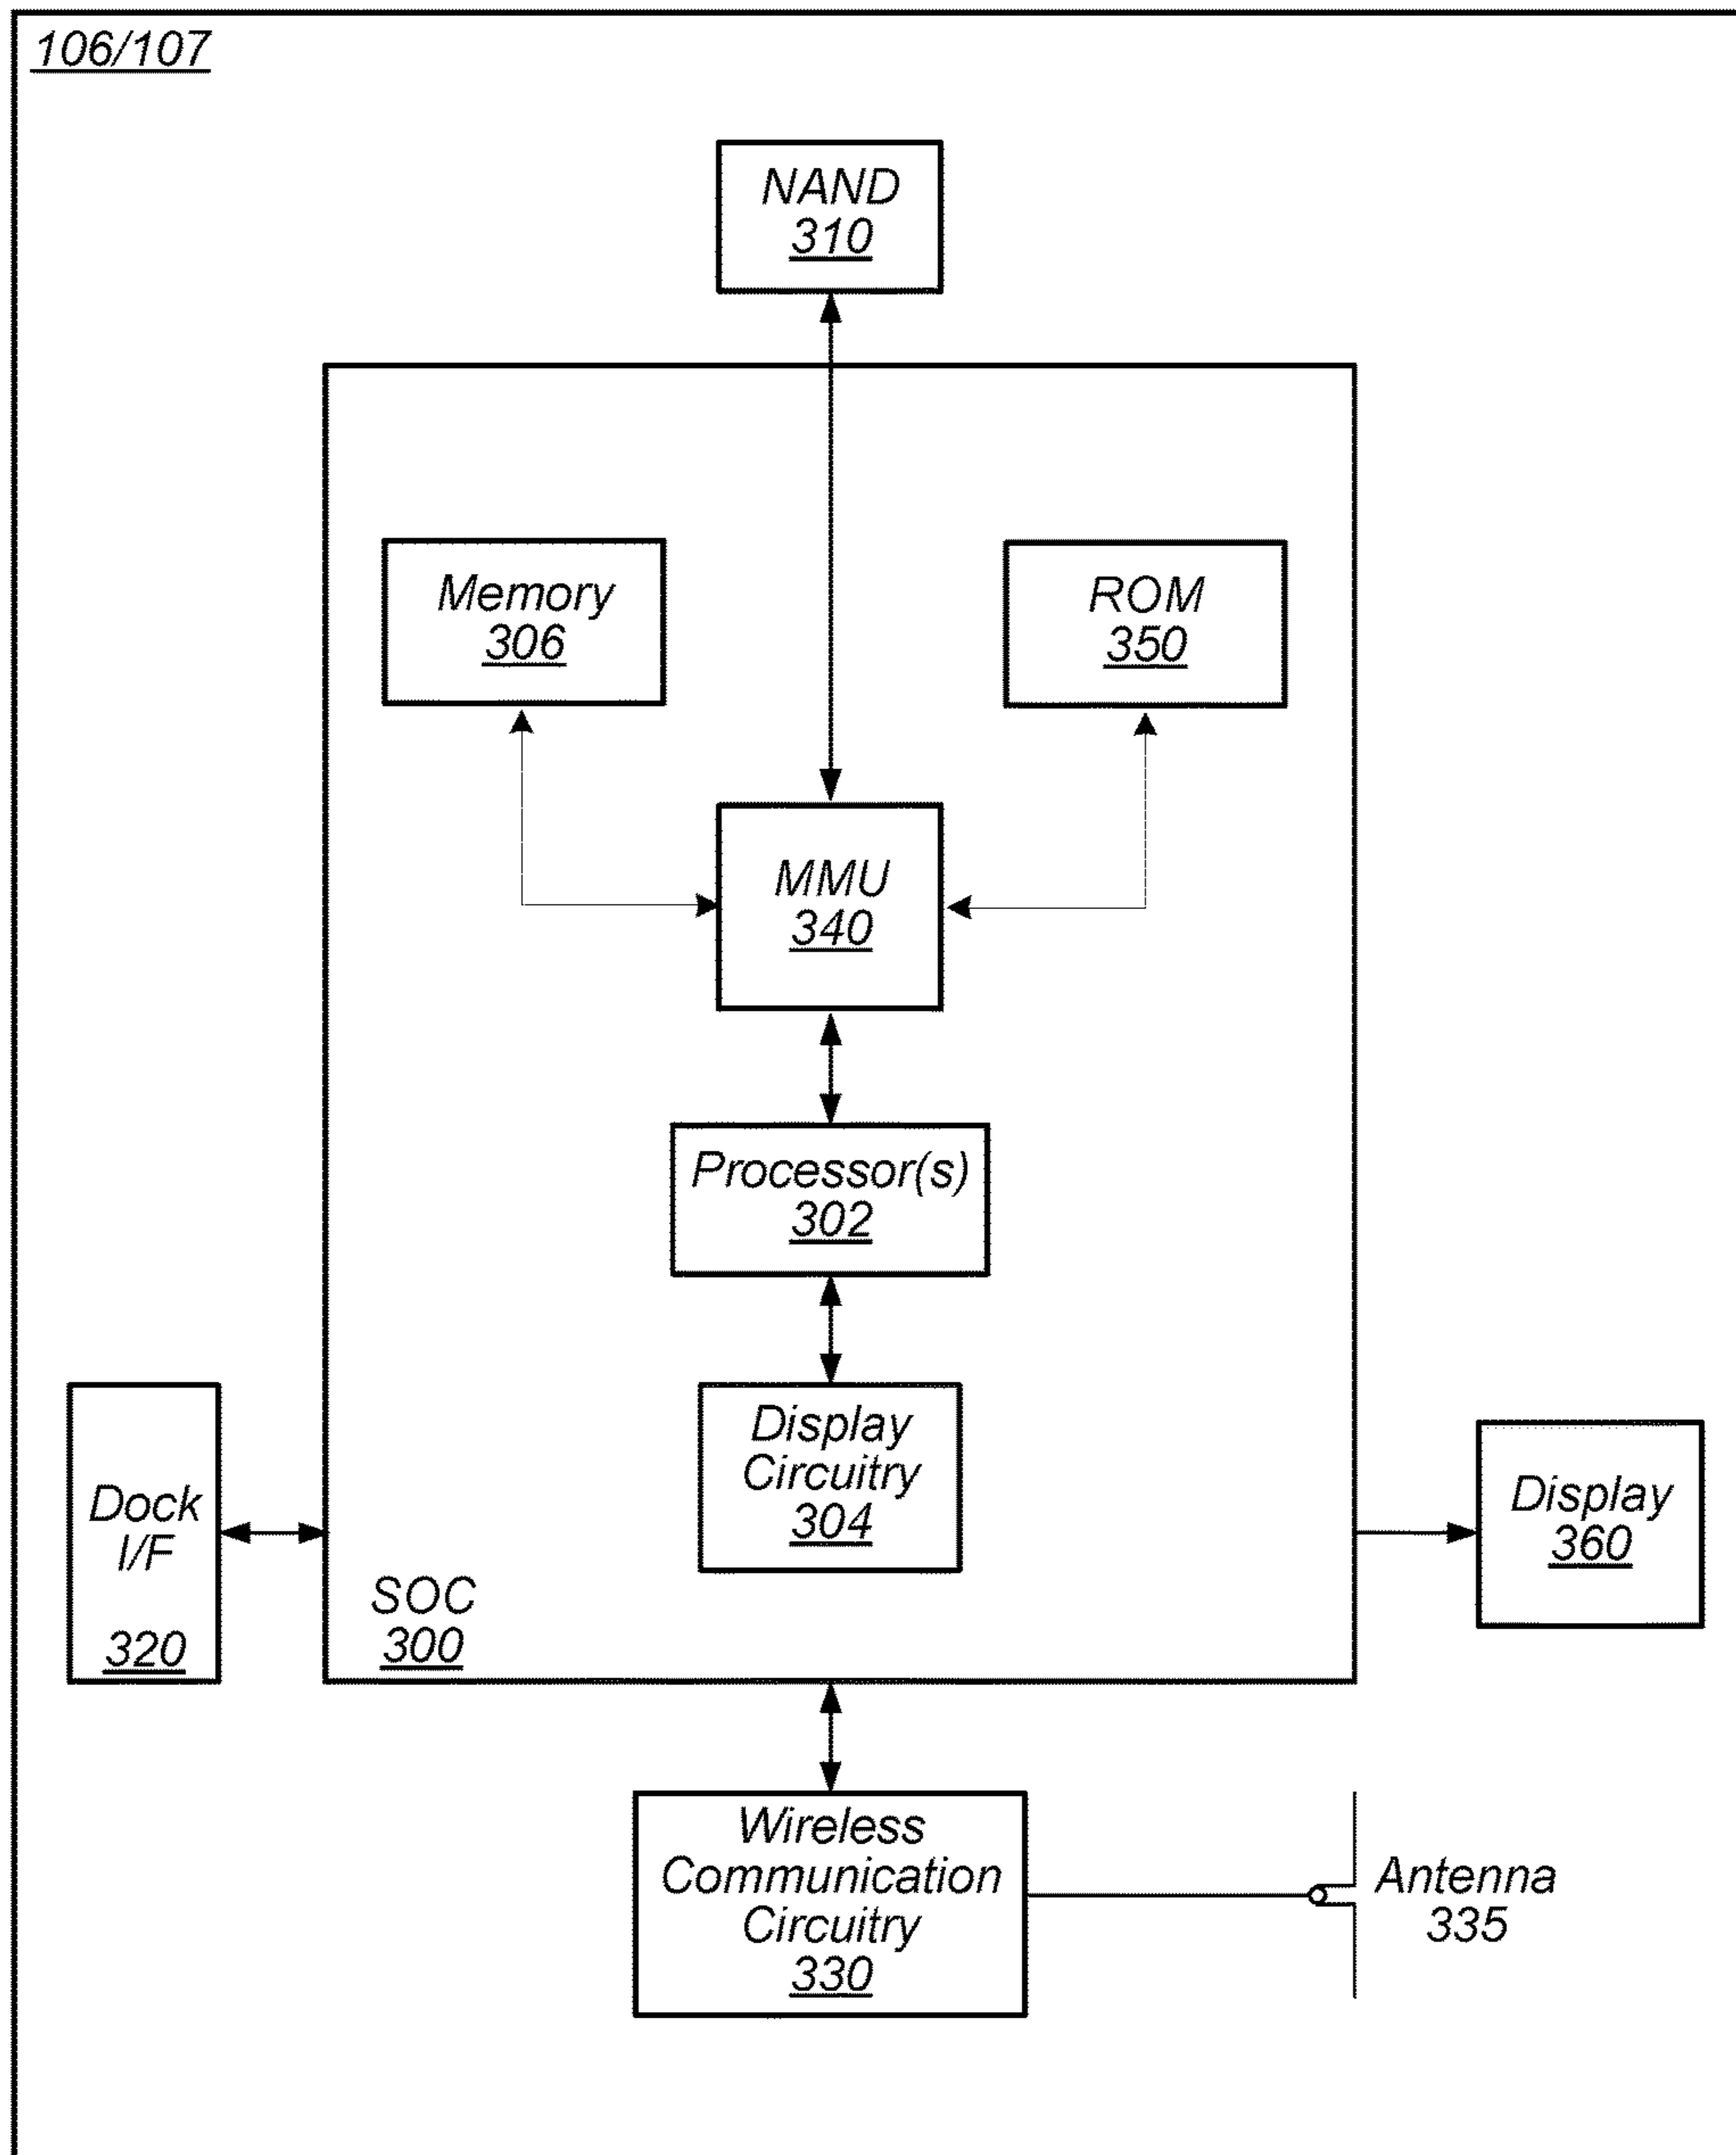 106/107
NAND
310
Memory
306
ROM
350
MMU
340
Processor(s)
302
Display
Circuitry
304
Dock
I/F
320
SOC
300
Display
360
Wireless
Communication
Circuitry
330
Antenna
335